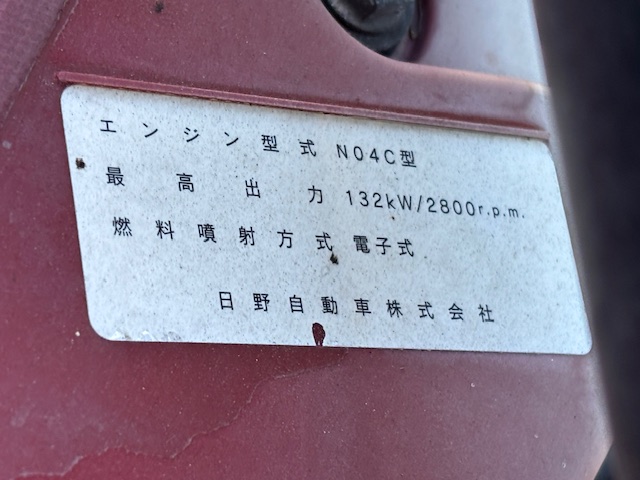 エンジン型式 N04C型
最高出力 132kW/2800r.p.m.
燃料噴射方式 電子式
日野自動車株式会社